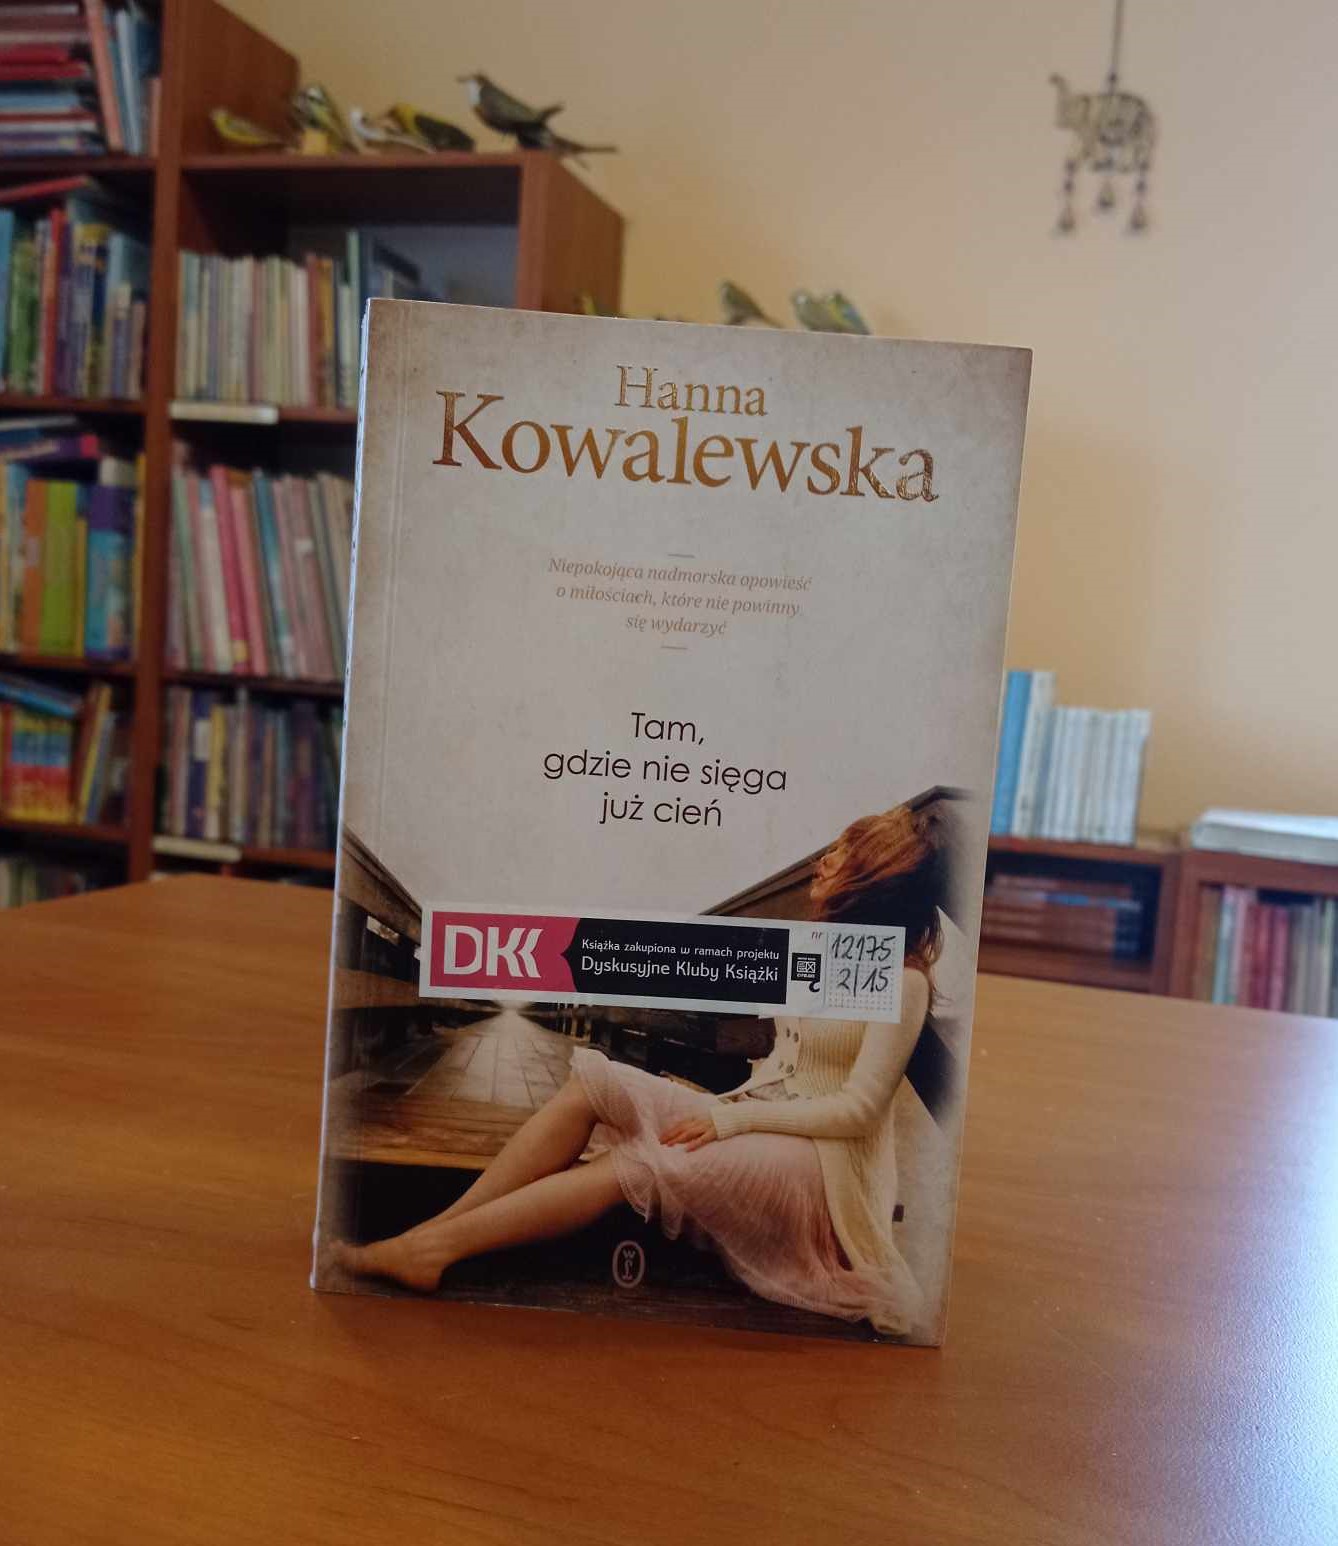 Hanna
Kowalewska
Niepokojąca nadmorska opowieść
o miłościach, które nie powinny
się wydarzyć
Tam,
gdzie nie sięga
już cień
DKK
Książka zakupiona w ramach projektu
Dyskusyjne Kluby Książki
nr
12175
2/15